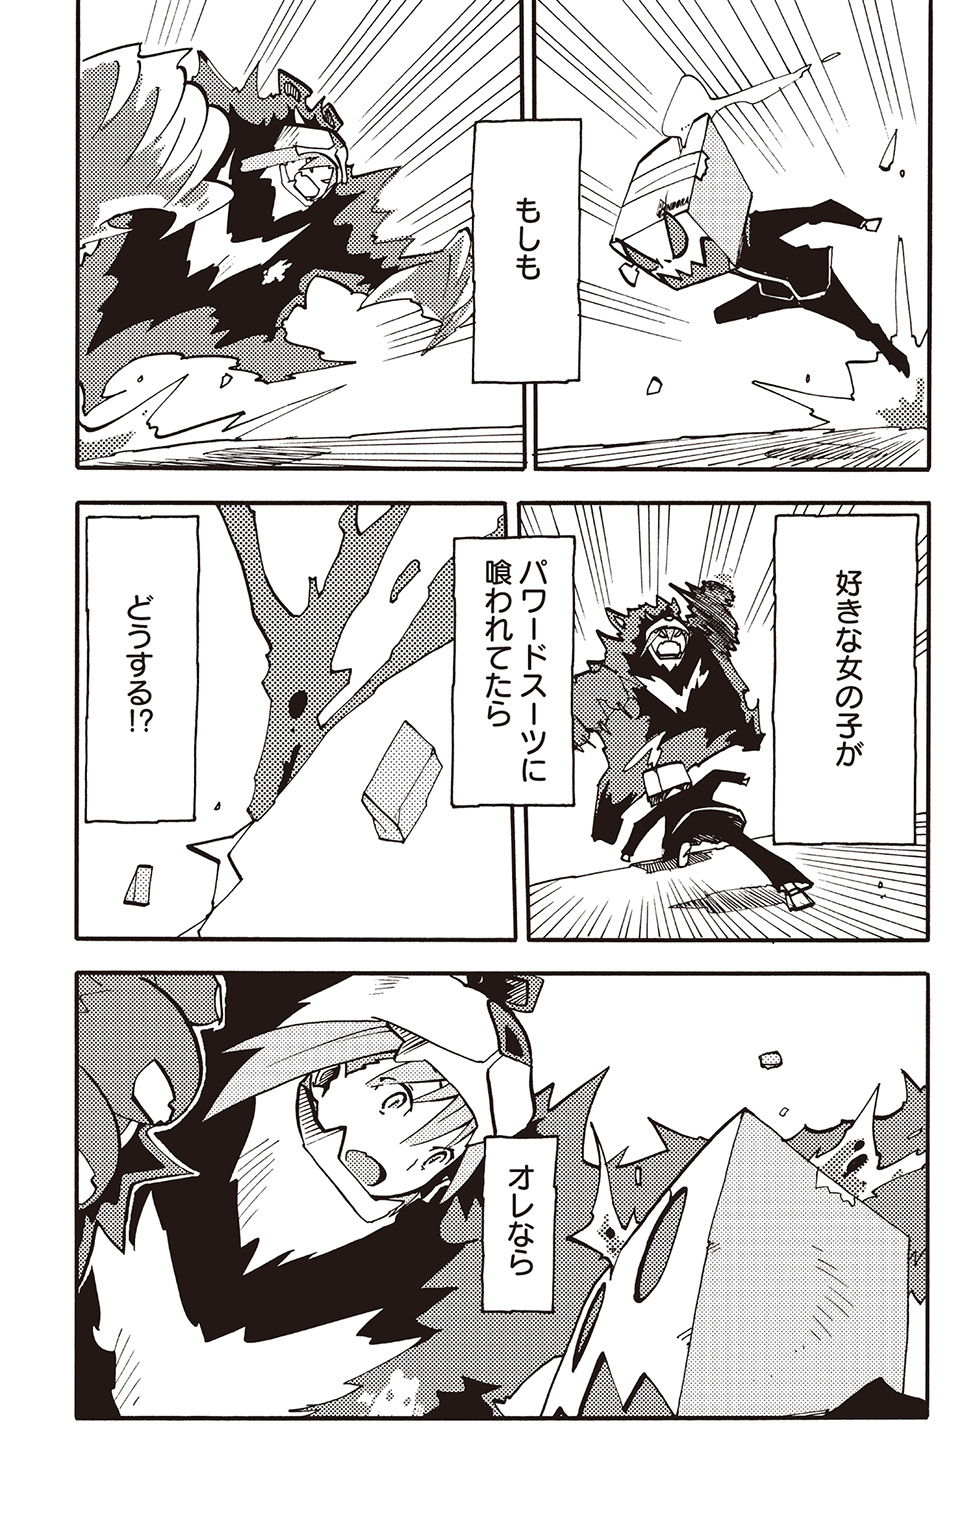 もしも
好きな女の子が
パワードスーツに
喰われてたら
どうする!?
オレなら